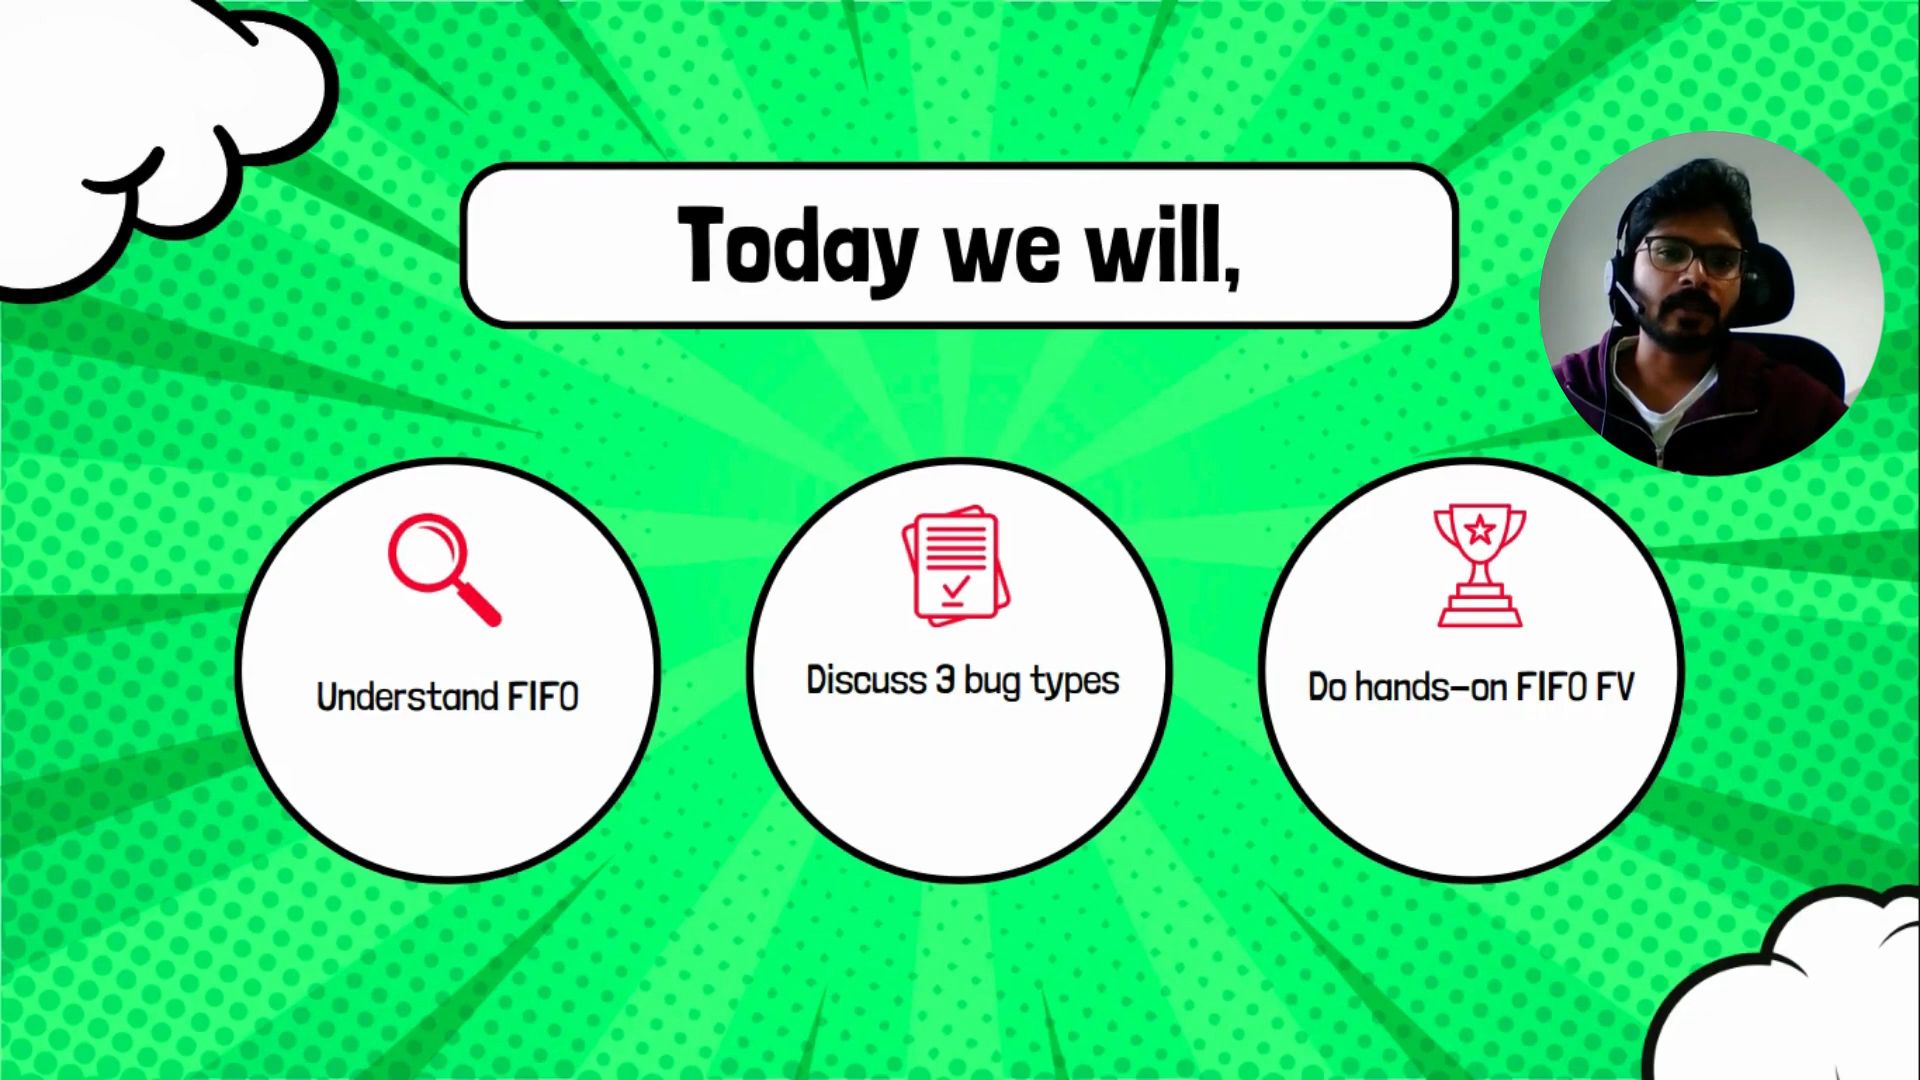 Today we will,
Understand FIFO
Discuss 3 bug types
Do hands-on FIFO FV